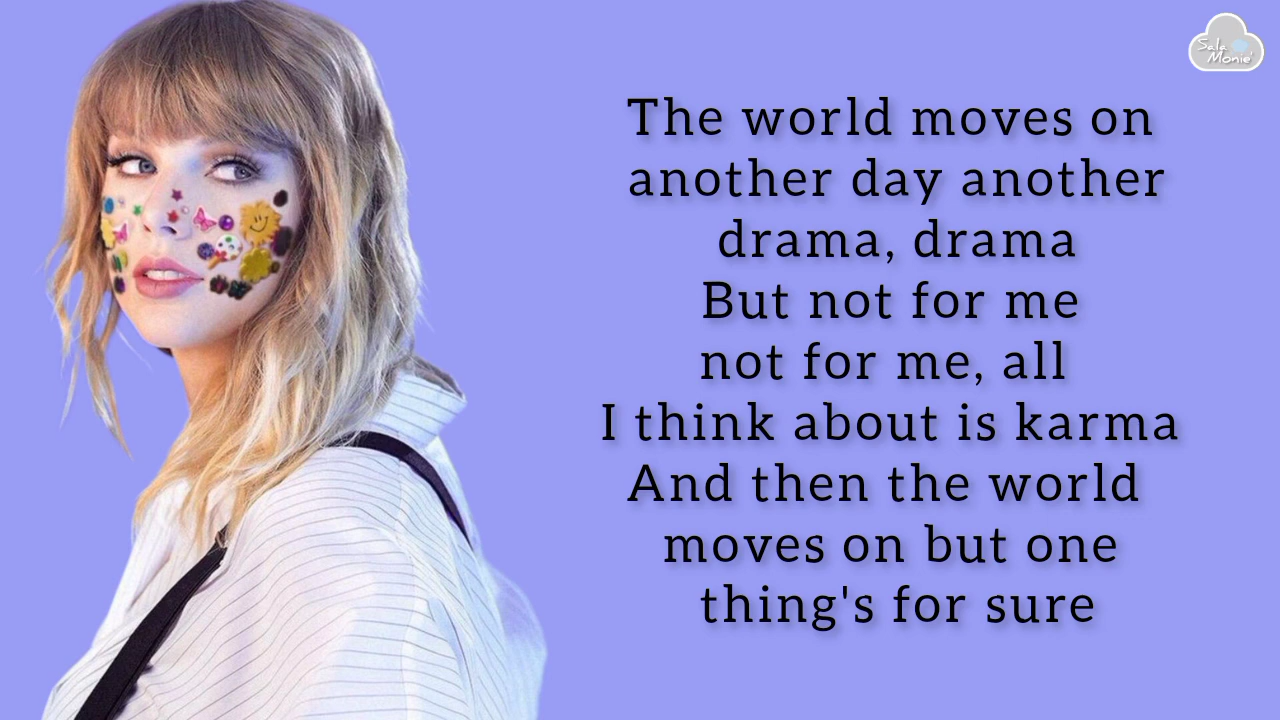 Sala
Monie'
The world moves on
another day another
drama, drama
But not for me
not for me, all
I think about is karma
And then the world
moves on but one
thing's for sure